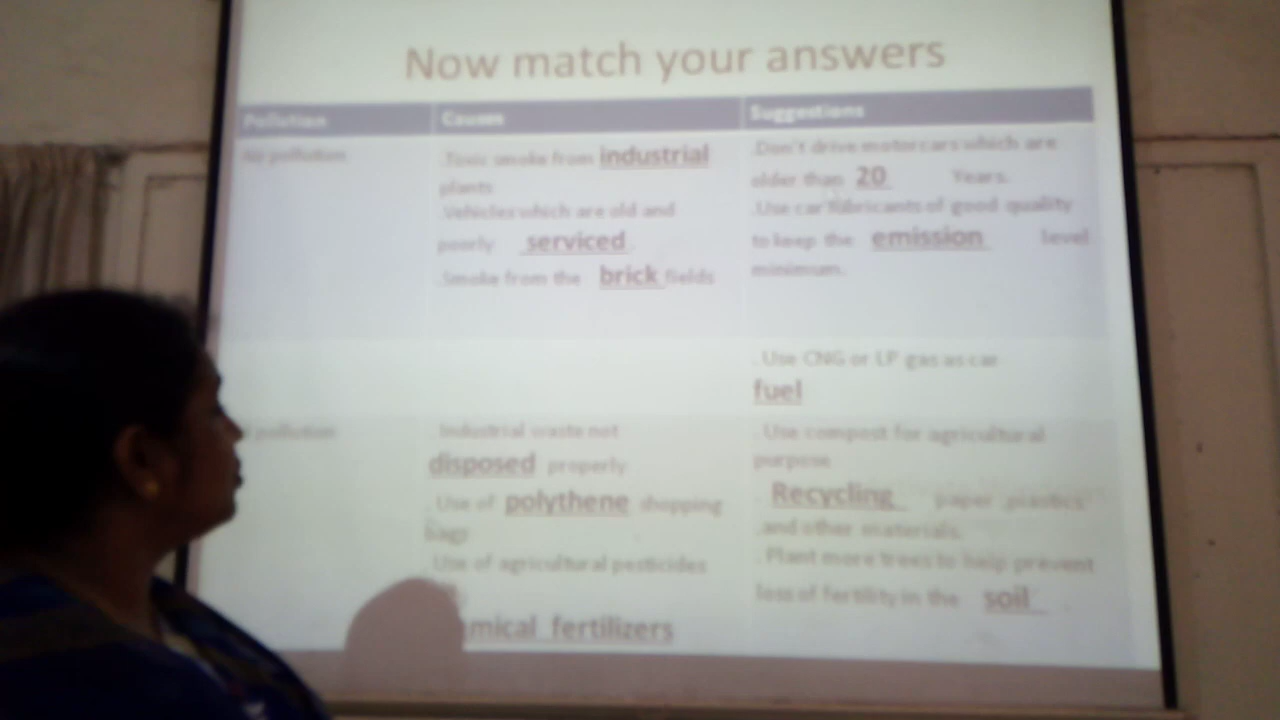 Now match your answers
Pollution
Causes
Suggestions
Air pollution
.Toxic smoke from industrial
plants
.Vehicles which are old and
poorly serviced.
.Smoke from the brick fields
.Don't drive motor cars which are
older than 20 Years.
.Use car lubricants of good quality
to keep the emission level
minimum.
. Use CNG or LP gas as car
fuel
pollution
. Industrial waste not
disposed properly
. Use of polythene shopping
bags
Use of agricultural pesticides
emical fertilizers
. Use compost for agricultural
purpose
. Recycling paper plastics
and other materials.
. Plant more trees to help prevent
loss of fertility in the soil .